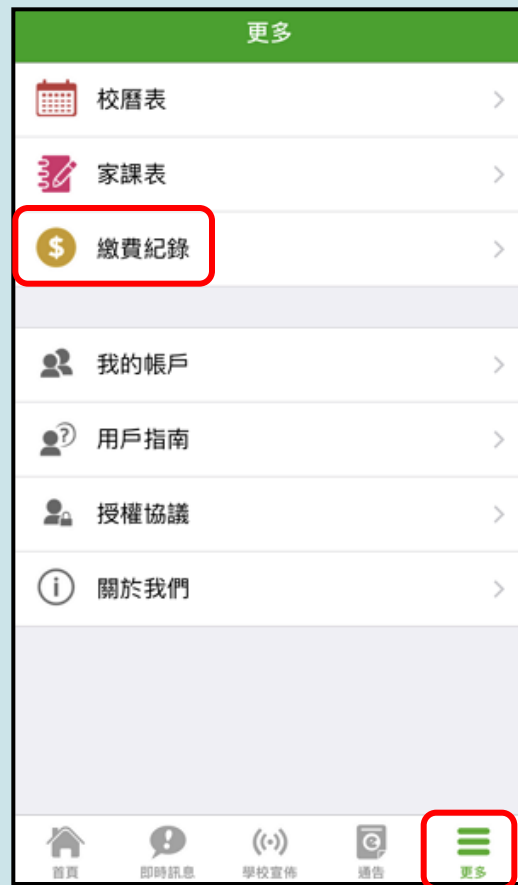 更多
校曆表
家課表
$ 繳費紀錄
我的帳戶
? 用戶指南
授權協議
i 關於我們
首頁 即時訊息 學校宣佈 通告 更多